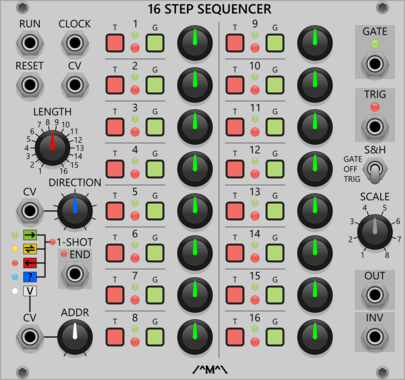 16 STEP SEQUENCER
RUN CLOCK
RESET CV
LENGTH
1 2 3 4 5 6 7 8 9 10 11 12 13 14 15 16
CV DIRECTION
1-SHOT
? END
V
CV ADDR
T 1 G
T 2 G
T 3 G
T 4 G
T 5 G
T 6 G
T 7 G
T 8 G
T 9 G
T 10 G
T 11 G
T 12 G
T 13 G
T 14 G
T 15 G
T 16 G
GATE
TRIG
S&H
GATE
OFF
TRIG
SCALE
1 2 3 4 5 6 7 8
OUT
INV